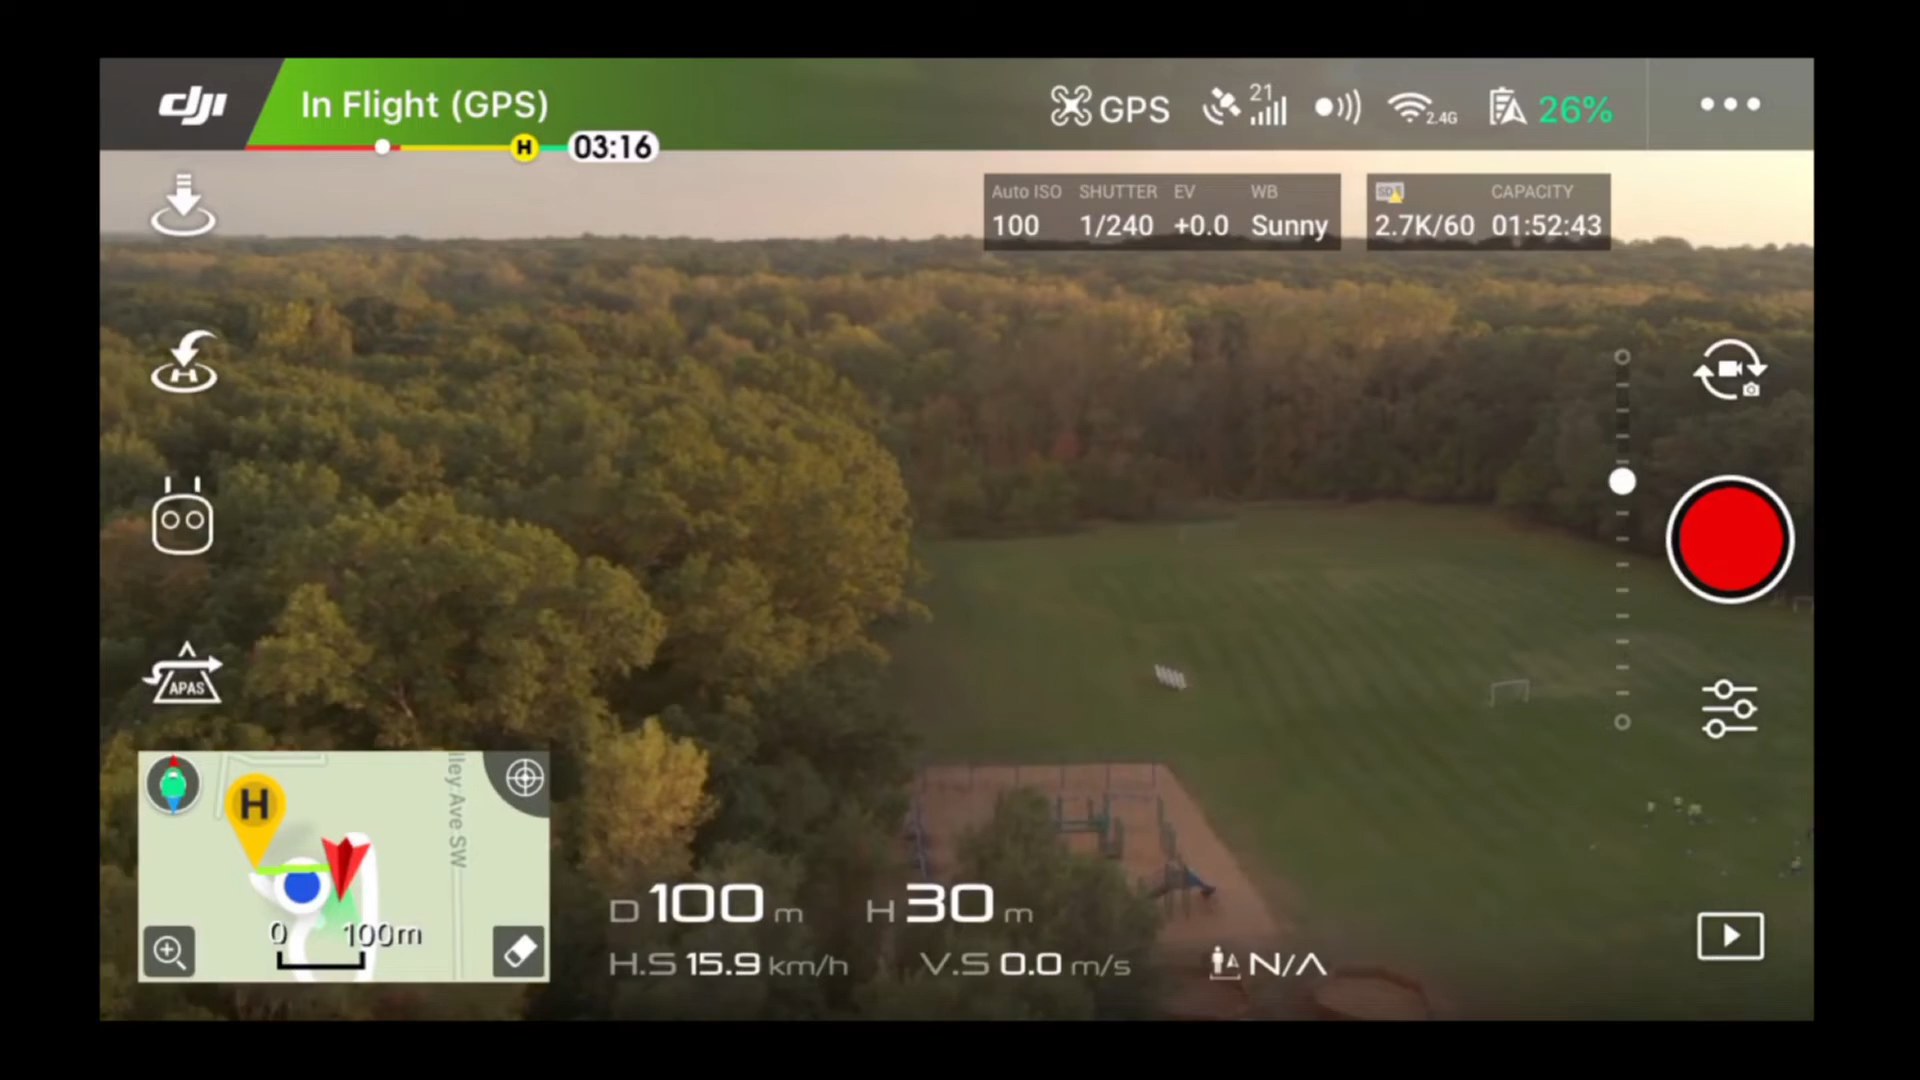 dji
In Flight (GPS)
GPS
21
2.4G
26%
H
03:16
Auto ISO SHUTTER EV WB
100 1/240 +0.0 Sunny
CAPACITY
2.7K/60 01:52:43
H
APAS
H
lley Ave SW
0 100m
D 100 m H 30 m
H.S 15.9 km/h V.S 0.0 m/s N/A